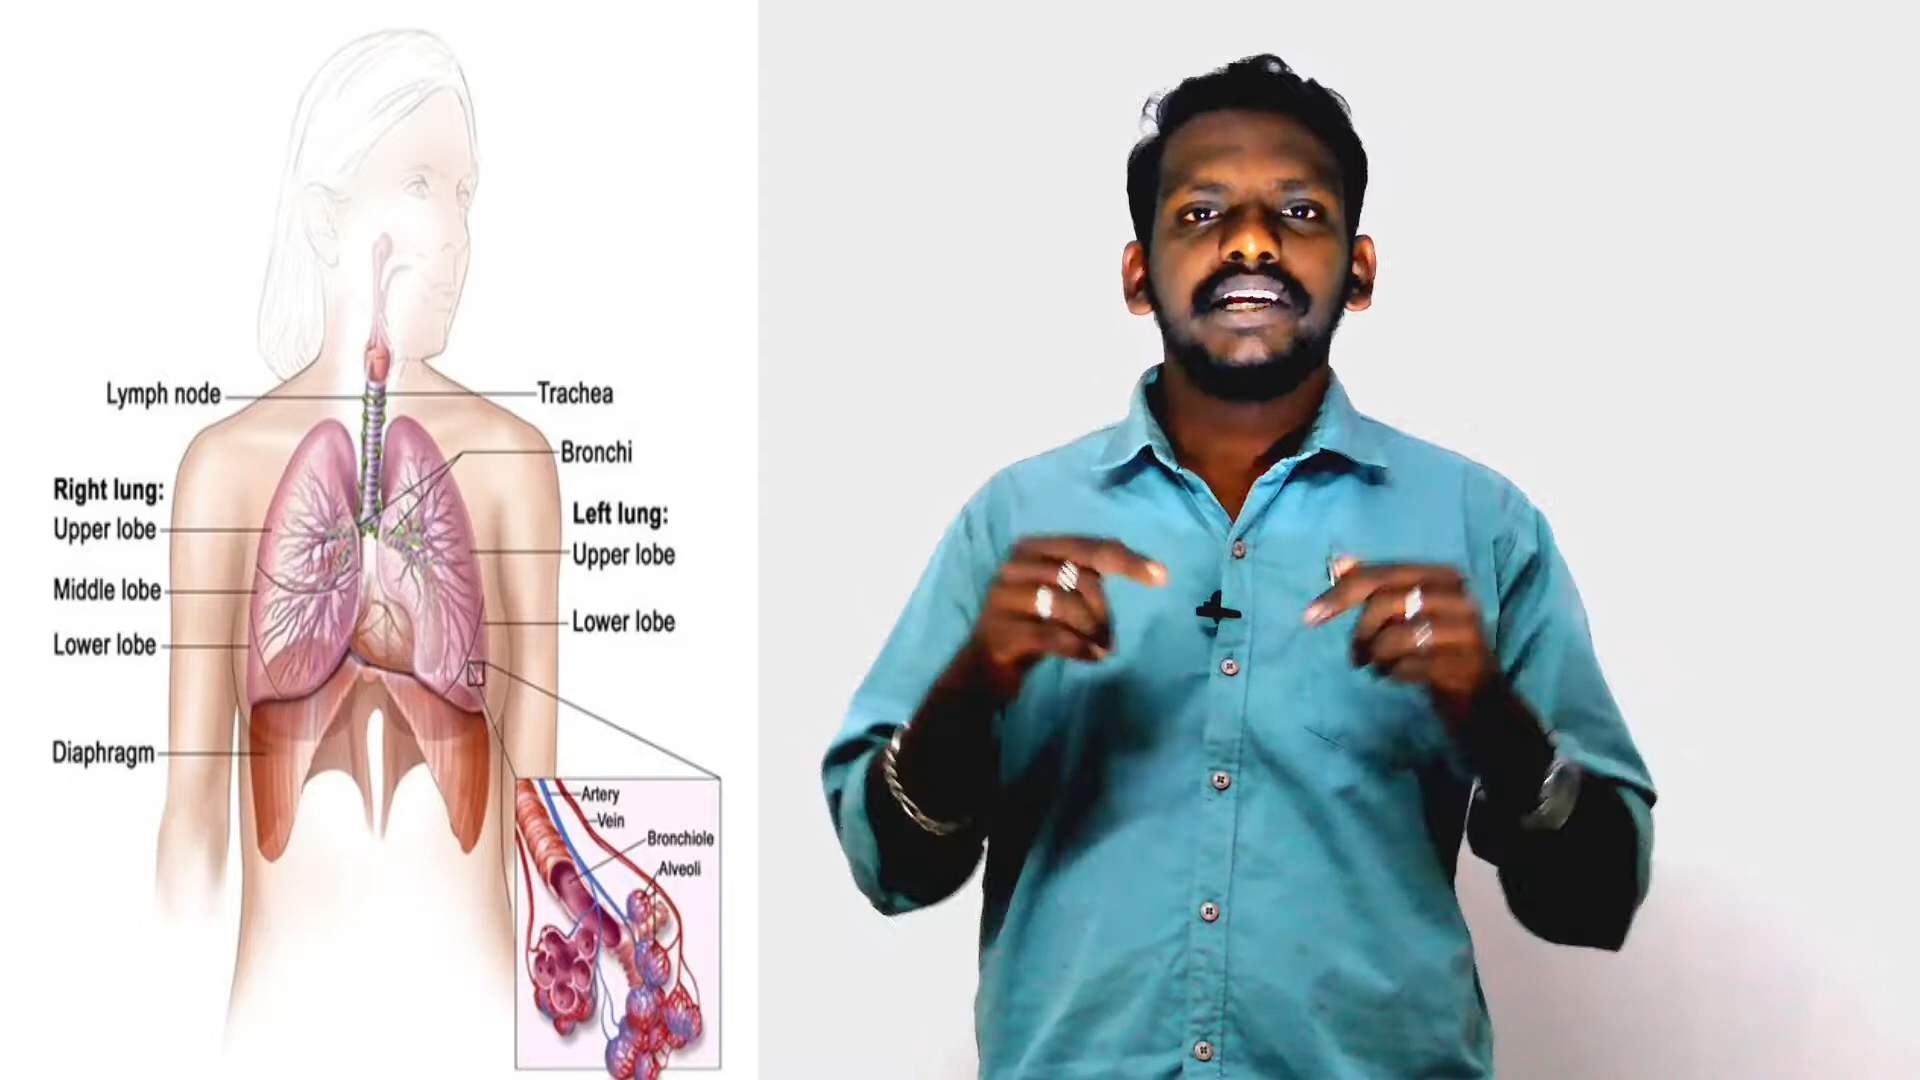 Lymph node
Trachea
Bronchi
Right lung:
Upper lobe
Middle lobe
Lower lobe
Left lung:
Upper lobe
Lower lobe
Diaphragm
Artery
Vein
Bronchiole
Alveoli